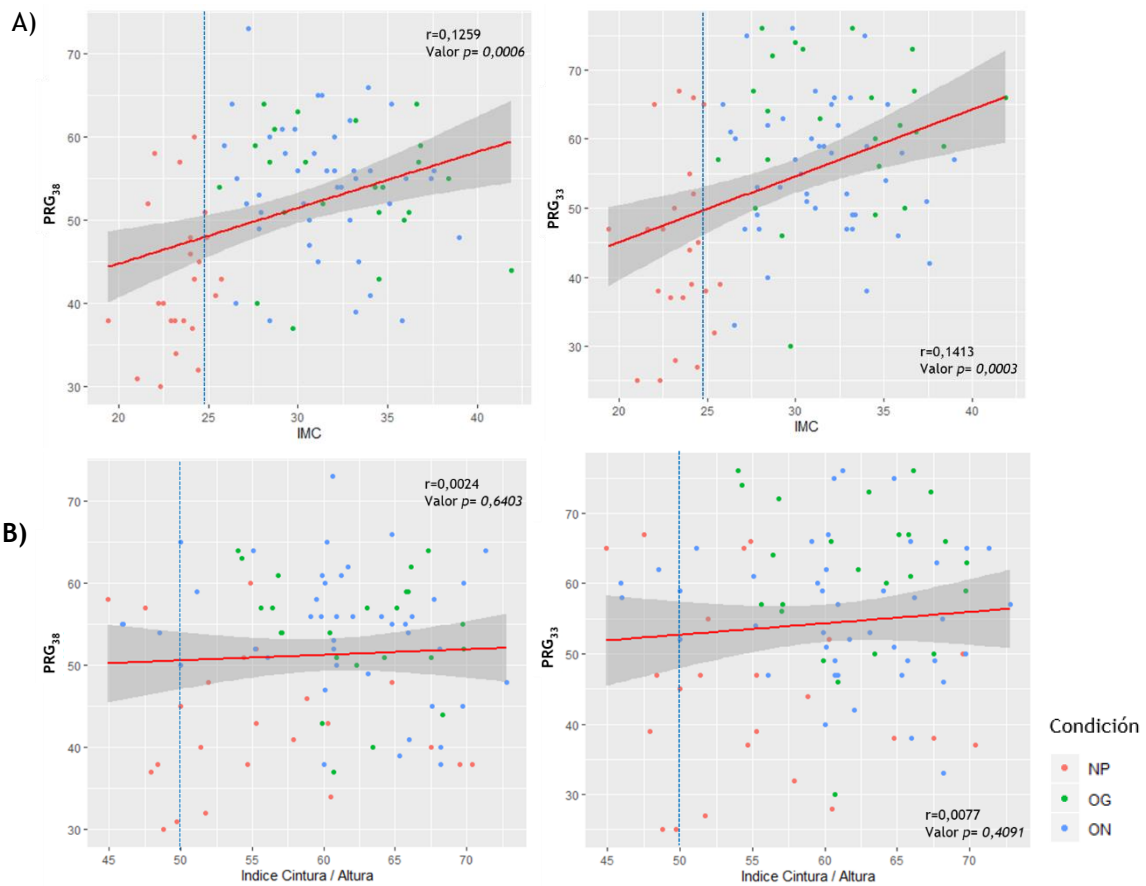 A)
r=0,1259
Valor p= 0,0006
PRG38
70
60
50
40
30
20
25
30
35
40
IMC
r=0,1413
Valor p= 0,0003
PRG33
70
60
50
40
30
20
25
30
35
40
IMC
B)
r=0,0024
Valor p= 0,6403
PRG38
70
60
50
40
30
45
50
55
60
65
70
Indice Cintura / Altura
r=0,0077
Valor p= 0,4091
PRG33
70
60
50
40
30
45
50
55
60
65
70
Indice Cintura / Altura
Condición
NP
OG
ON